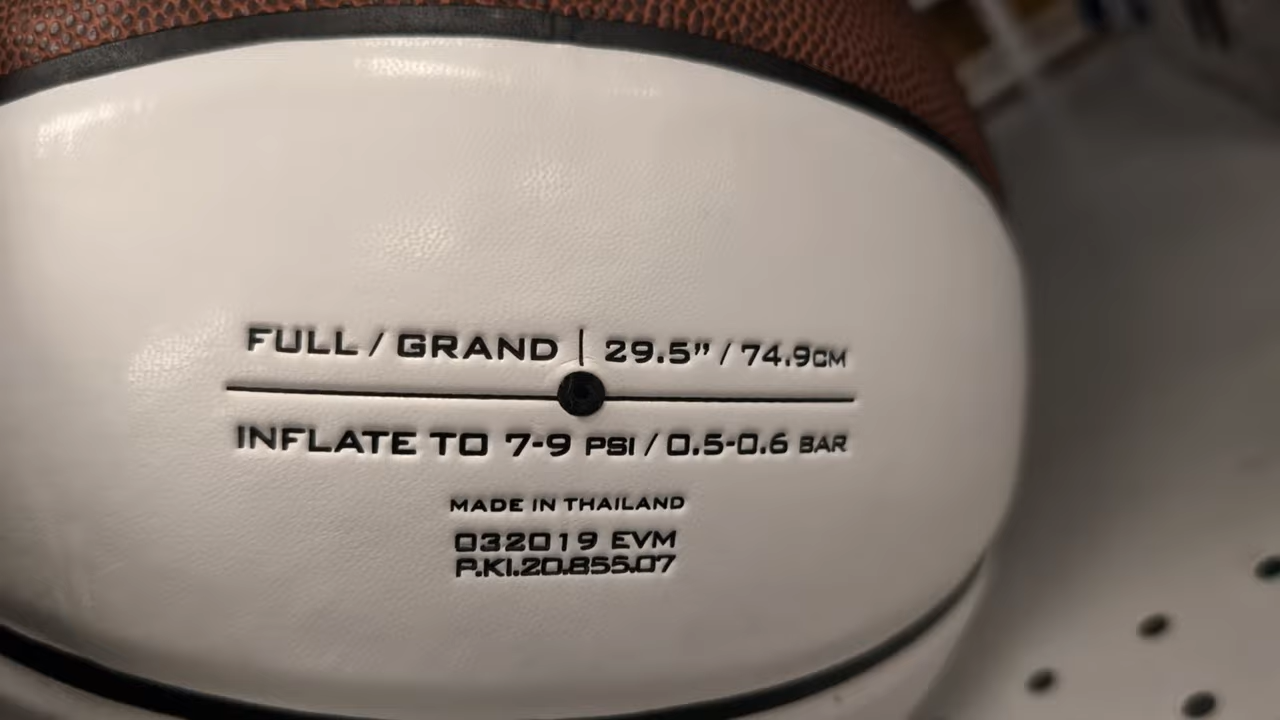 FULL / GRAND | 29.5” / 74.9CM
INFLATE TO 7-9 PSI / 0.5-0.6 BAR
MADE IN THAILAND
032019 EVM
P.KI.20.855.07